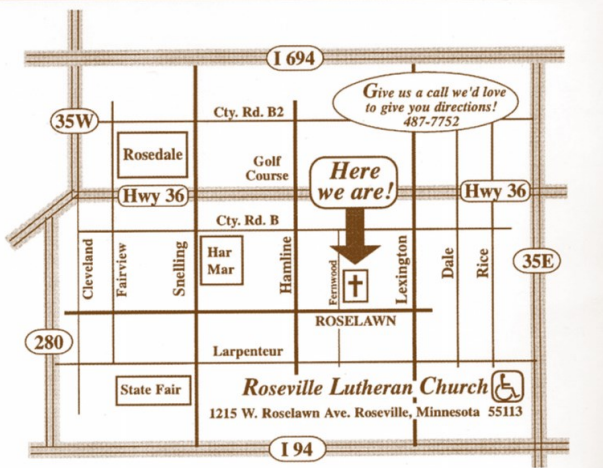 I 694
Give us a call we'd love
to give you directions!
487-7752
35W
Cty. Rd. B2
Rosedale
Golf
Course
Here
we are!
Hwy 36
Hwy 36
Cty. Rd. B
Cleveland
Fairview
Snelling
Har
Mar
Hamline
Fernwood
Lexington
Dale
Rice
35E
ROSELAWN
280
Larpenteur
State Fair
Roseville Lutheran Church
1215 W. Roselawn Ave. Roseville, Minnesota 55113
I 94